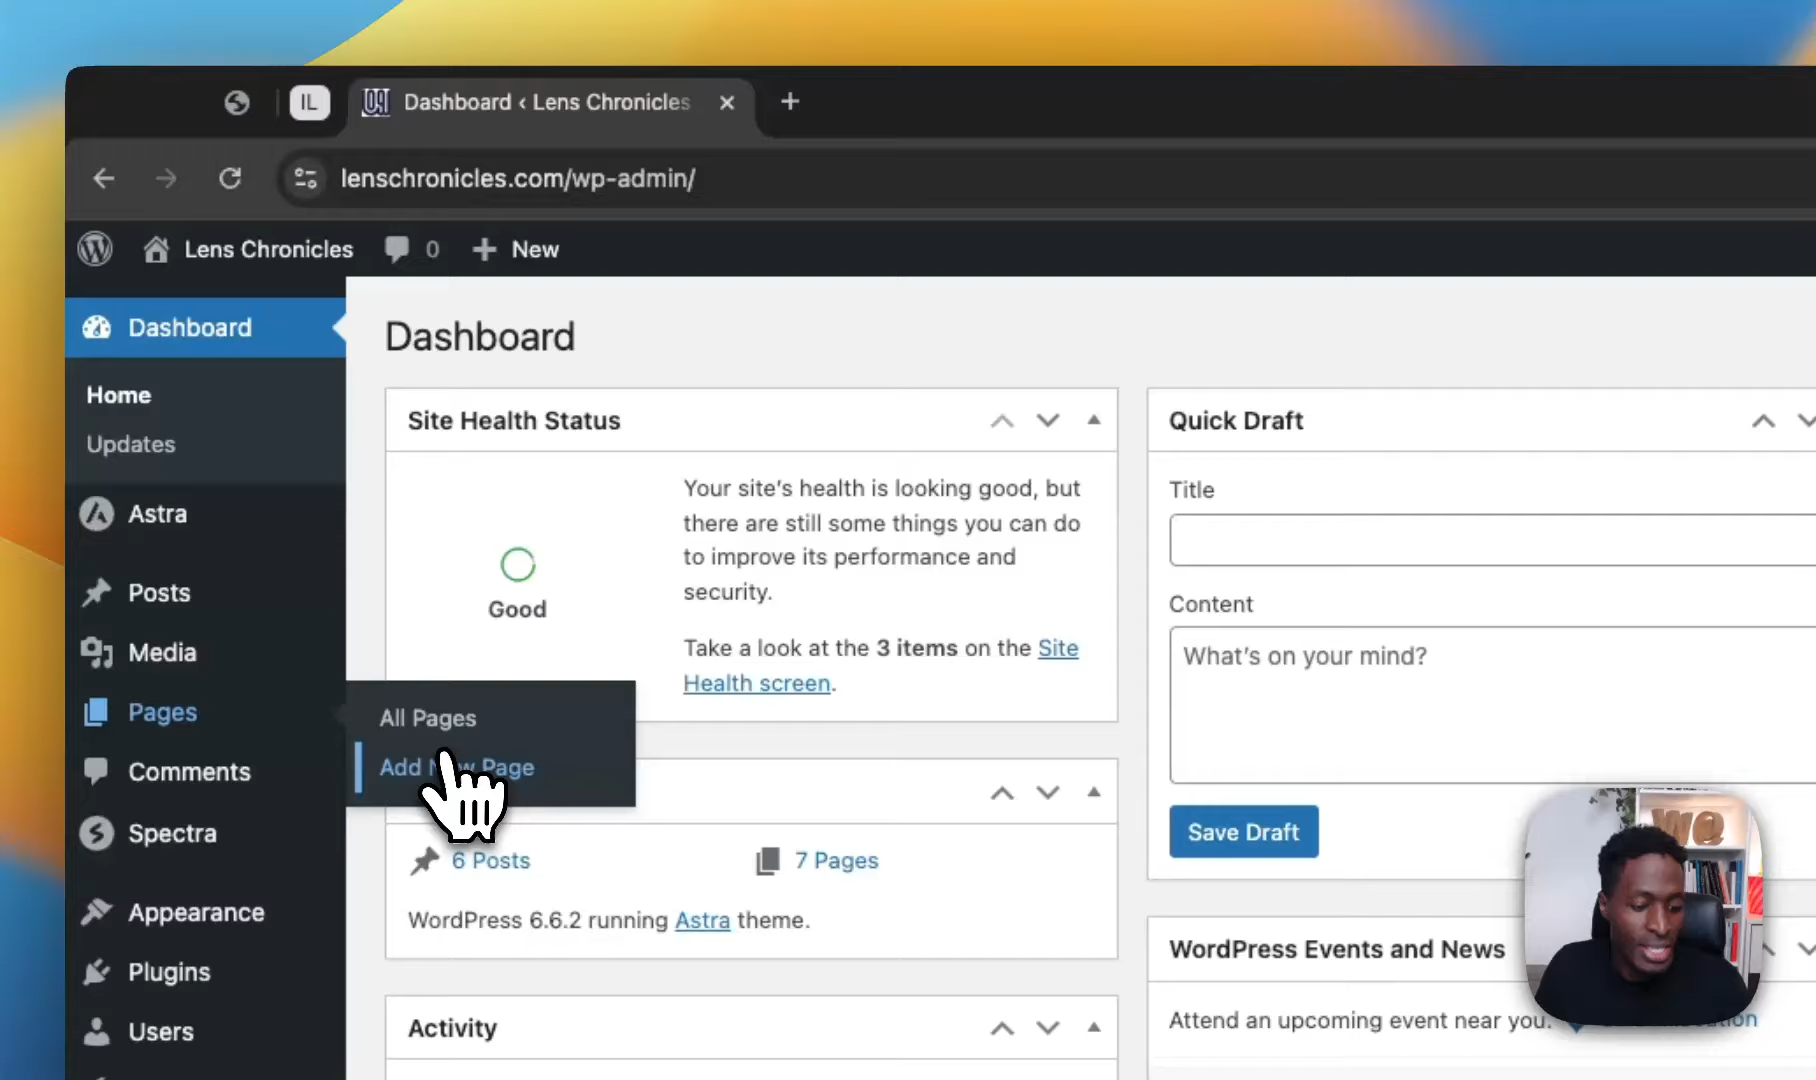 IL
Dashboard ‹ Lens Chronicles
lenschronicles.com/wp-admin/
Lens Chronicles
0
New
Dashboard
Home
Updates
Astra
Posts
Media
Pages
Comments
Spectra
Appearance
Plugins
Users
All Pages
Add New Page
Dashboard
Site Health Status
Good
Your site's health is looking good, but
there are still some things you can do
to improve its performance and
security.
Take a look at the 3 items on the Site
Health screen.
6 Posts
7 Pages
WordPress 6.6.2 running Astra theme.
Activity
Quick Draft
Title
Content
What's on your mind?
Save Draft
WordPress Events and News
Attend an upcoming event near you.
WQ